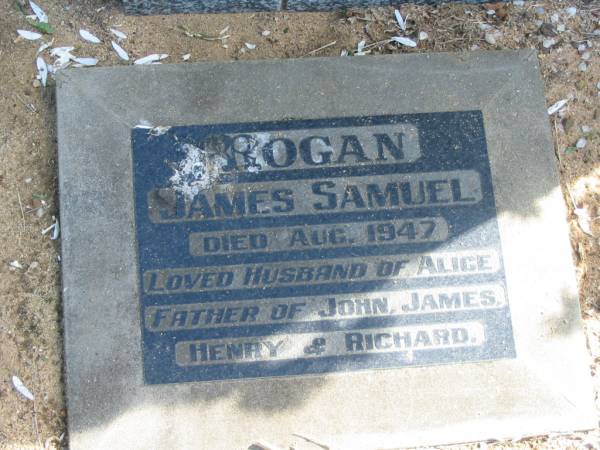 ROGAN
JAMES SAMUEL
DIED AUG. 1947
LOVED HUSBAND OF ALICE
FATHER OF JOHN, JAMES,
HENRY & RICHARD.